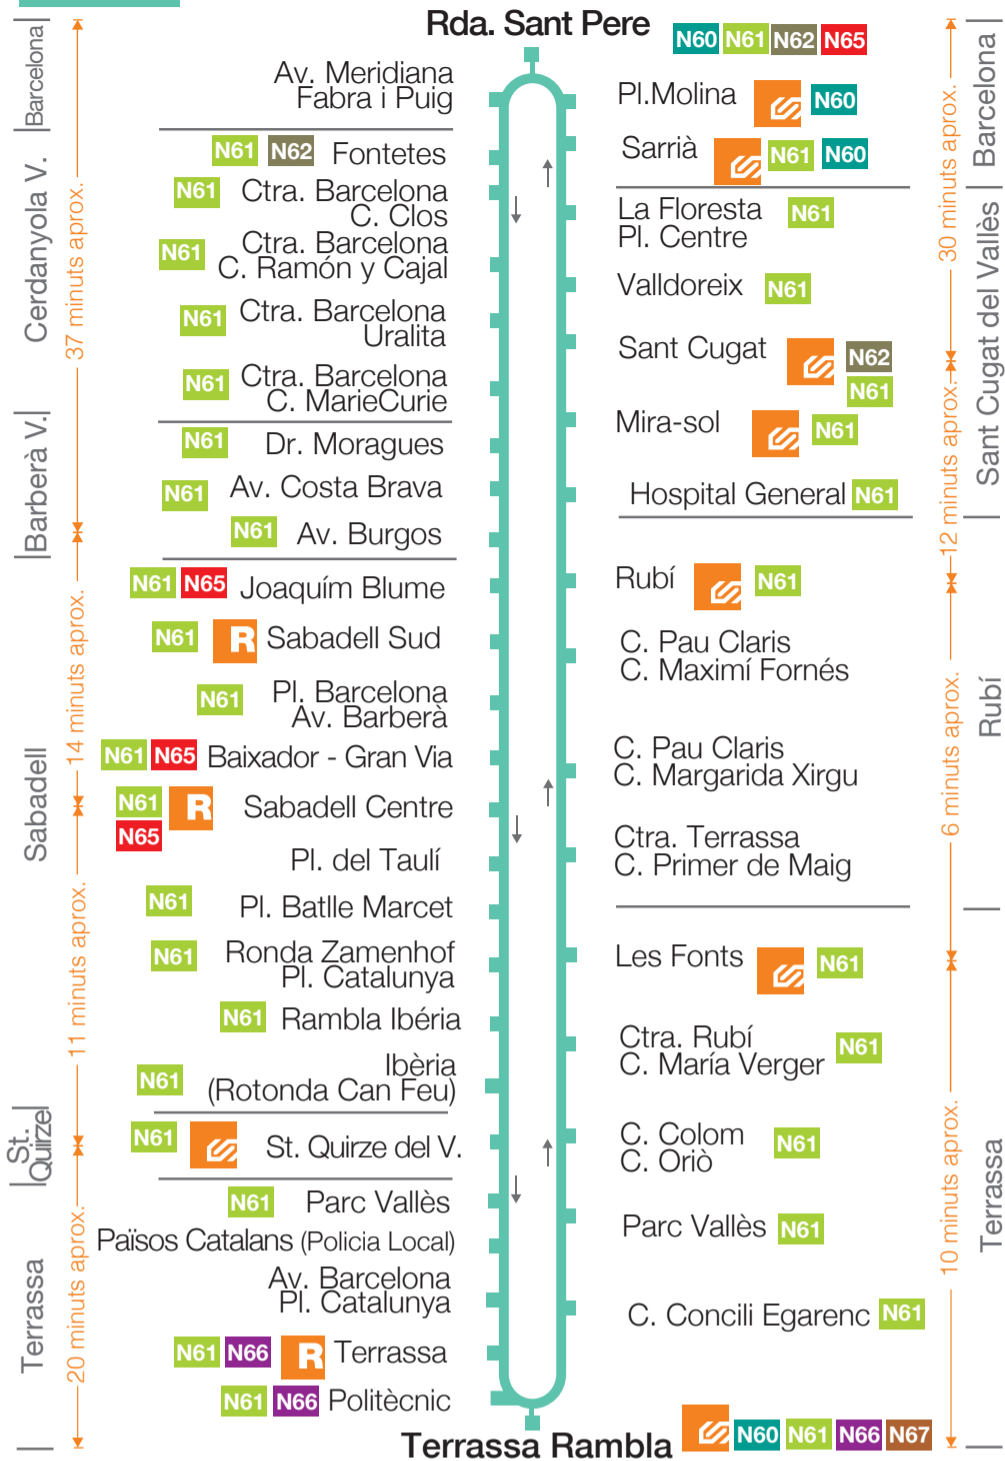 Rda. Sant Pere
N60 N61 N62 N65
Barcelona
Av. Meridiana
Fabra i Puig
Cerdanyola V.
37 minuts aprox.
N61 N62 Fontetes
N61 Ctra. Barcelona
C. Clos
N61 Ctra. Barcelona
C. Ramón y Cajal
N61 Ctra. Barcelona
Uralita
N61 Ctra. Barcelona
C. MarieCurie
Barberà V.
N61 Dr. Moragues
N61 Av. Costa Brava
N61 Av. Burgos
Sabadell
14 minuts aprox.
N61 N65 Joaquím Blume
N61 R Sabadell Sud
N61 Pl. Barcelona
Av. Barberà
N61 N65 Baixador - Gran Via
N61 R Sabadell Centre
N65
11 minuts aprox.
Pl. del Taulí
N61 Pl. Batlle Marcet
N61 Ronda Zamenhof
Pl. Catalunya
N61 Rambla Ibéria
N61 Ibèria
(Rotonda Can Feu)
St.
Quirze
N61 St. Quirze del V.
Terrassa
20 minuts aprox.
N61 Parc Vallès
Països Catalans (Policia Local)
Av. Barcelona
Pl. Catalunya
N61 N66 R Terrassa
N61 N66 Politècnic
Barcelona
30 minuts aprox.
Pl.Molina N60
Sarrià N61 N60
Sant Cugat del Vallès
La Floresta N61
Pl. Centre
Valldoreix N61
Sant Cugat N62
N61
12 minuts aprox.
Mira-sol N61
Hospital General N61
Rubí
6 minuts aprox.
Rubí N61
C. Pau Claris
C. Maximí Fornés
C. Pau Claris
C. Margarida Xirgu
Ctra. Terrassa
C. Primer de Maig
Terrassa
10 minuts aprox.
Les Fonts N61
Ctra. Rubí N61
C. María Verger
C. Colom N61
C. Oriò
Parc Vallès N61
C. Concili Egarenc N61
Terrassa Rambla N60 N61 N66 N67